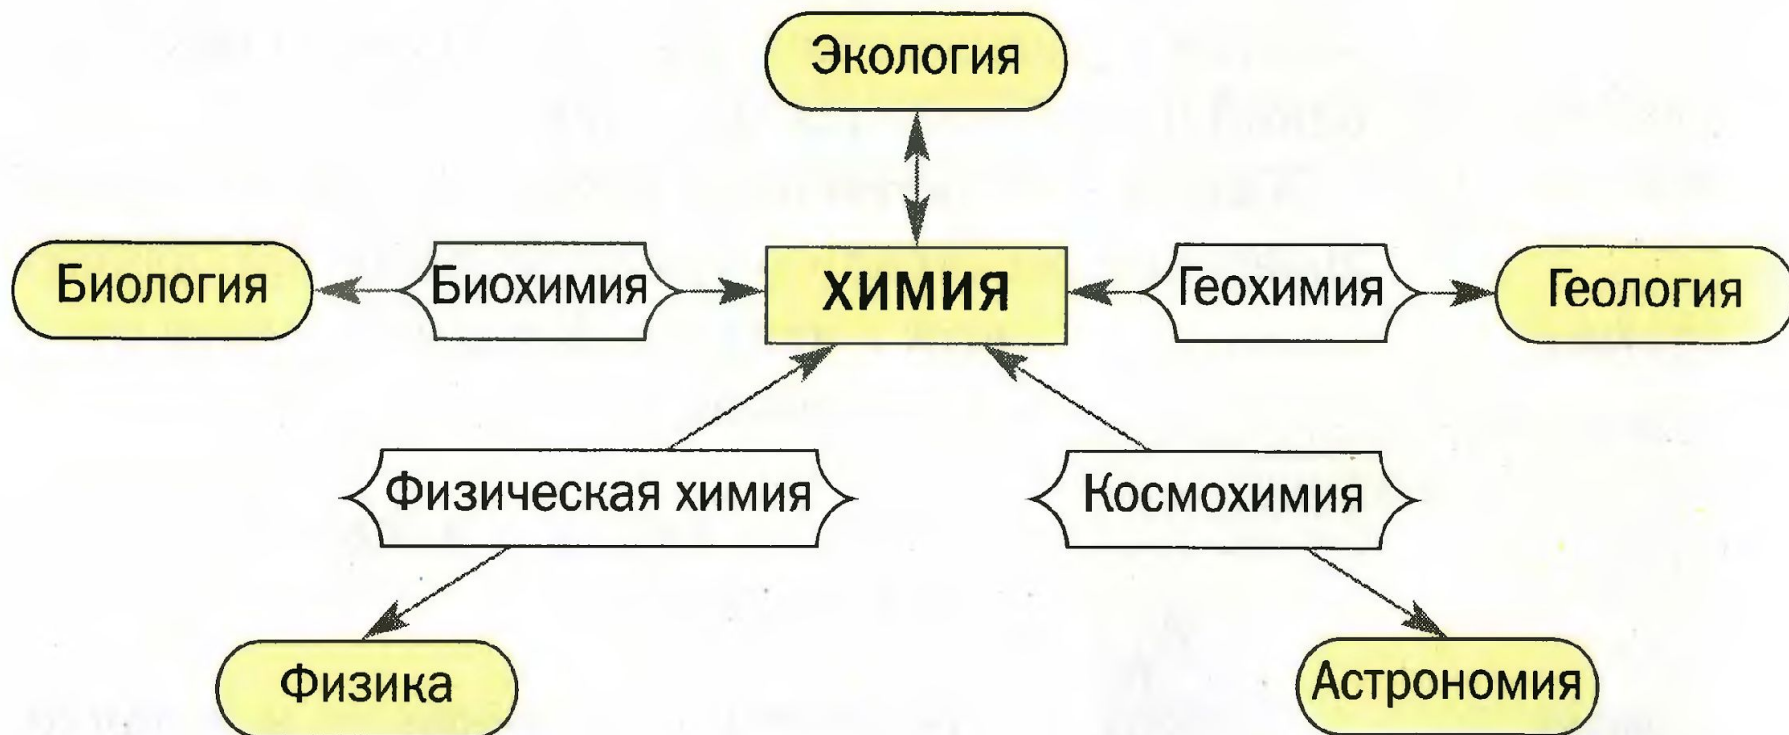 Экология
Биология
Биохимия
ХИМИЯ
Геохимия
Геология
Физическая химия
Космохимия
Физика
Астрономия